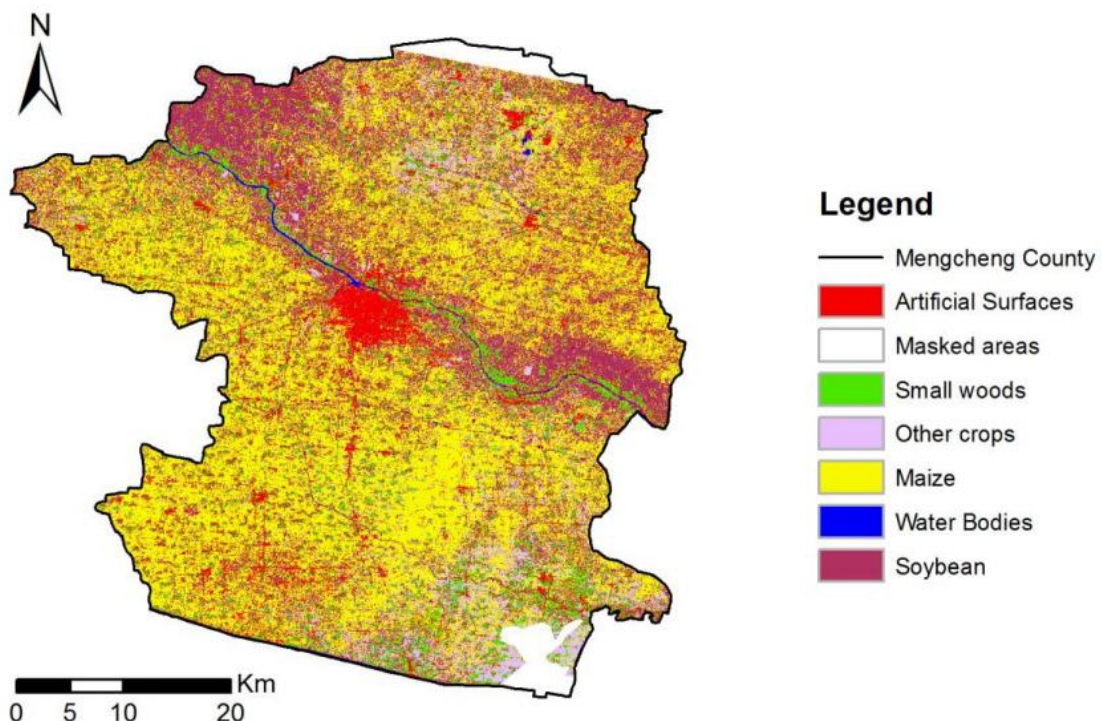 N
Legend
Mengcheng County
Artificial Surfaces
Masked areas
Small woods
Other crops
Maize
Water Bodies
Soybean
Km
0 5 10 20